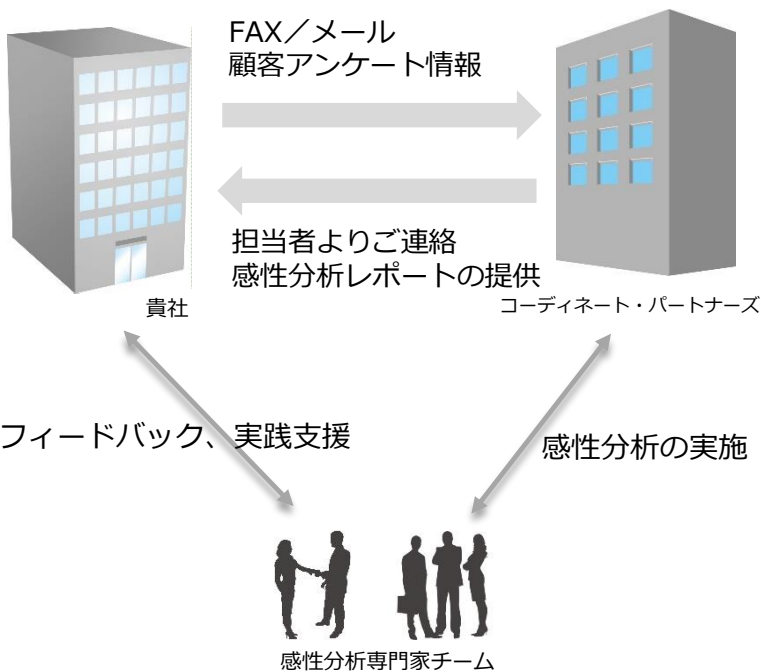 FAX／メール
顧客アンケート情報
担当者よりご連絡
感性分析レポートの提供
貴社
コーディネート・パートナーズ
フィードバック、実践支援
感性分析の実施
感性分析専門家チーム